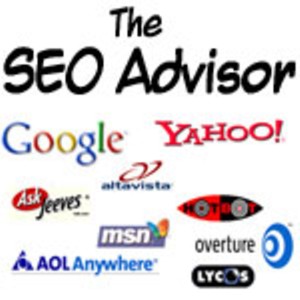 The
SEO Advisor
Google
YAHOO!
altavista
Ask
Jeeves
HOTBOT
msn
overture
AOL Anywhere
LYCOS